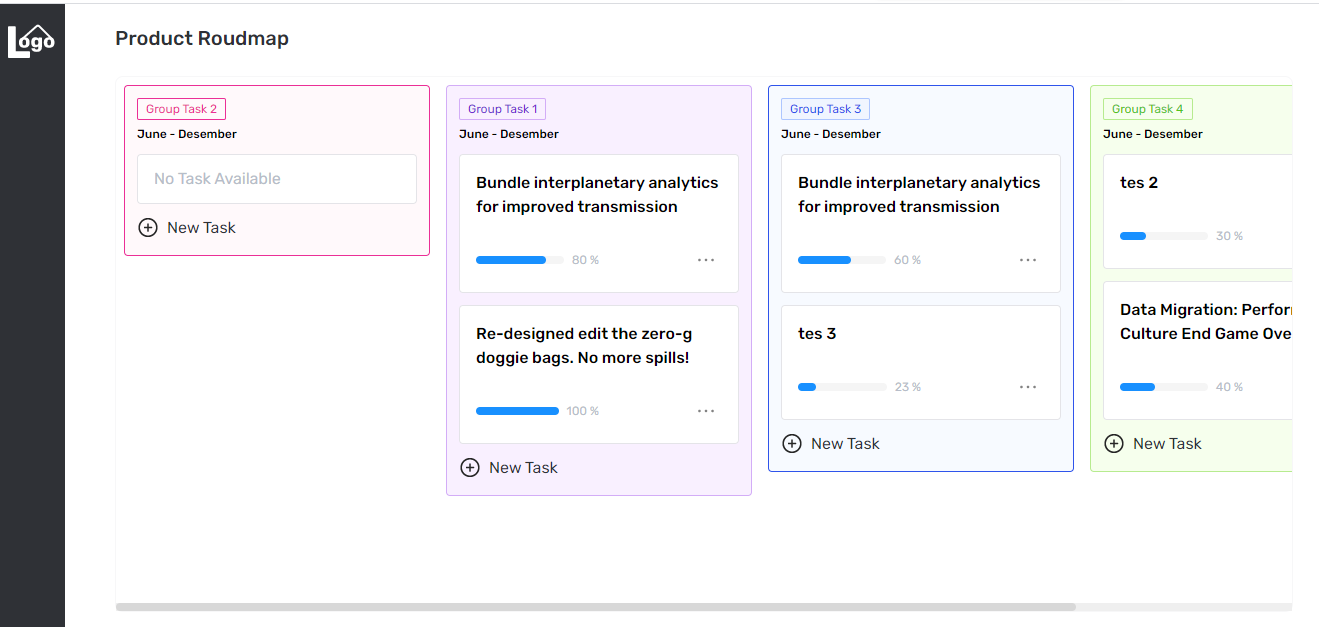 Logo
Product Roudmap
Group Task 2
June - Desember
No Task Available
New Task
Group Task 1
June - Desember
Bundle interplanetary analytics
for improved transmission
80 %
Re-designed edit the zero-g
doggie bags. No more spills!
100 %
New Task
Group Task 3
June - Desember
Bundle interplanetary analytics
for improved transmission
60 %
tes 3
23 %
New Task
Group Task 4
June - Desember
tes 2
30 %
Data Migration: Perfor
Culture End Game Ove
40 %
New Task